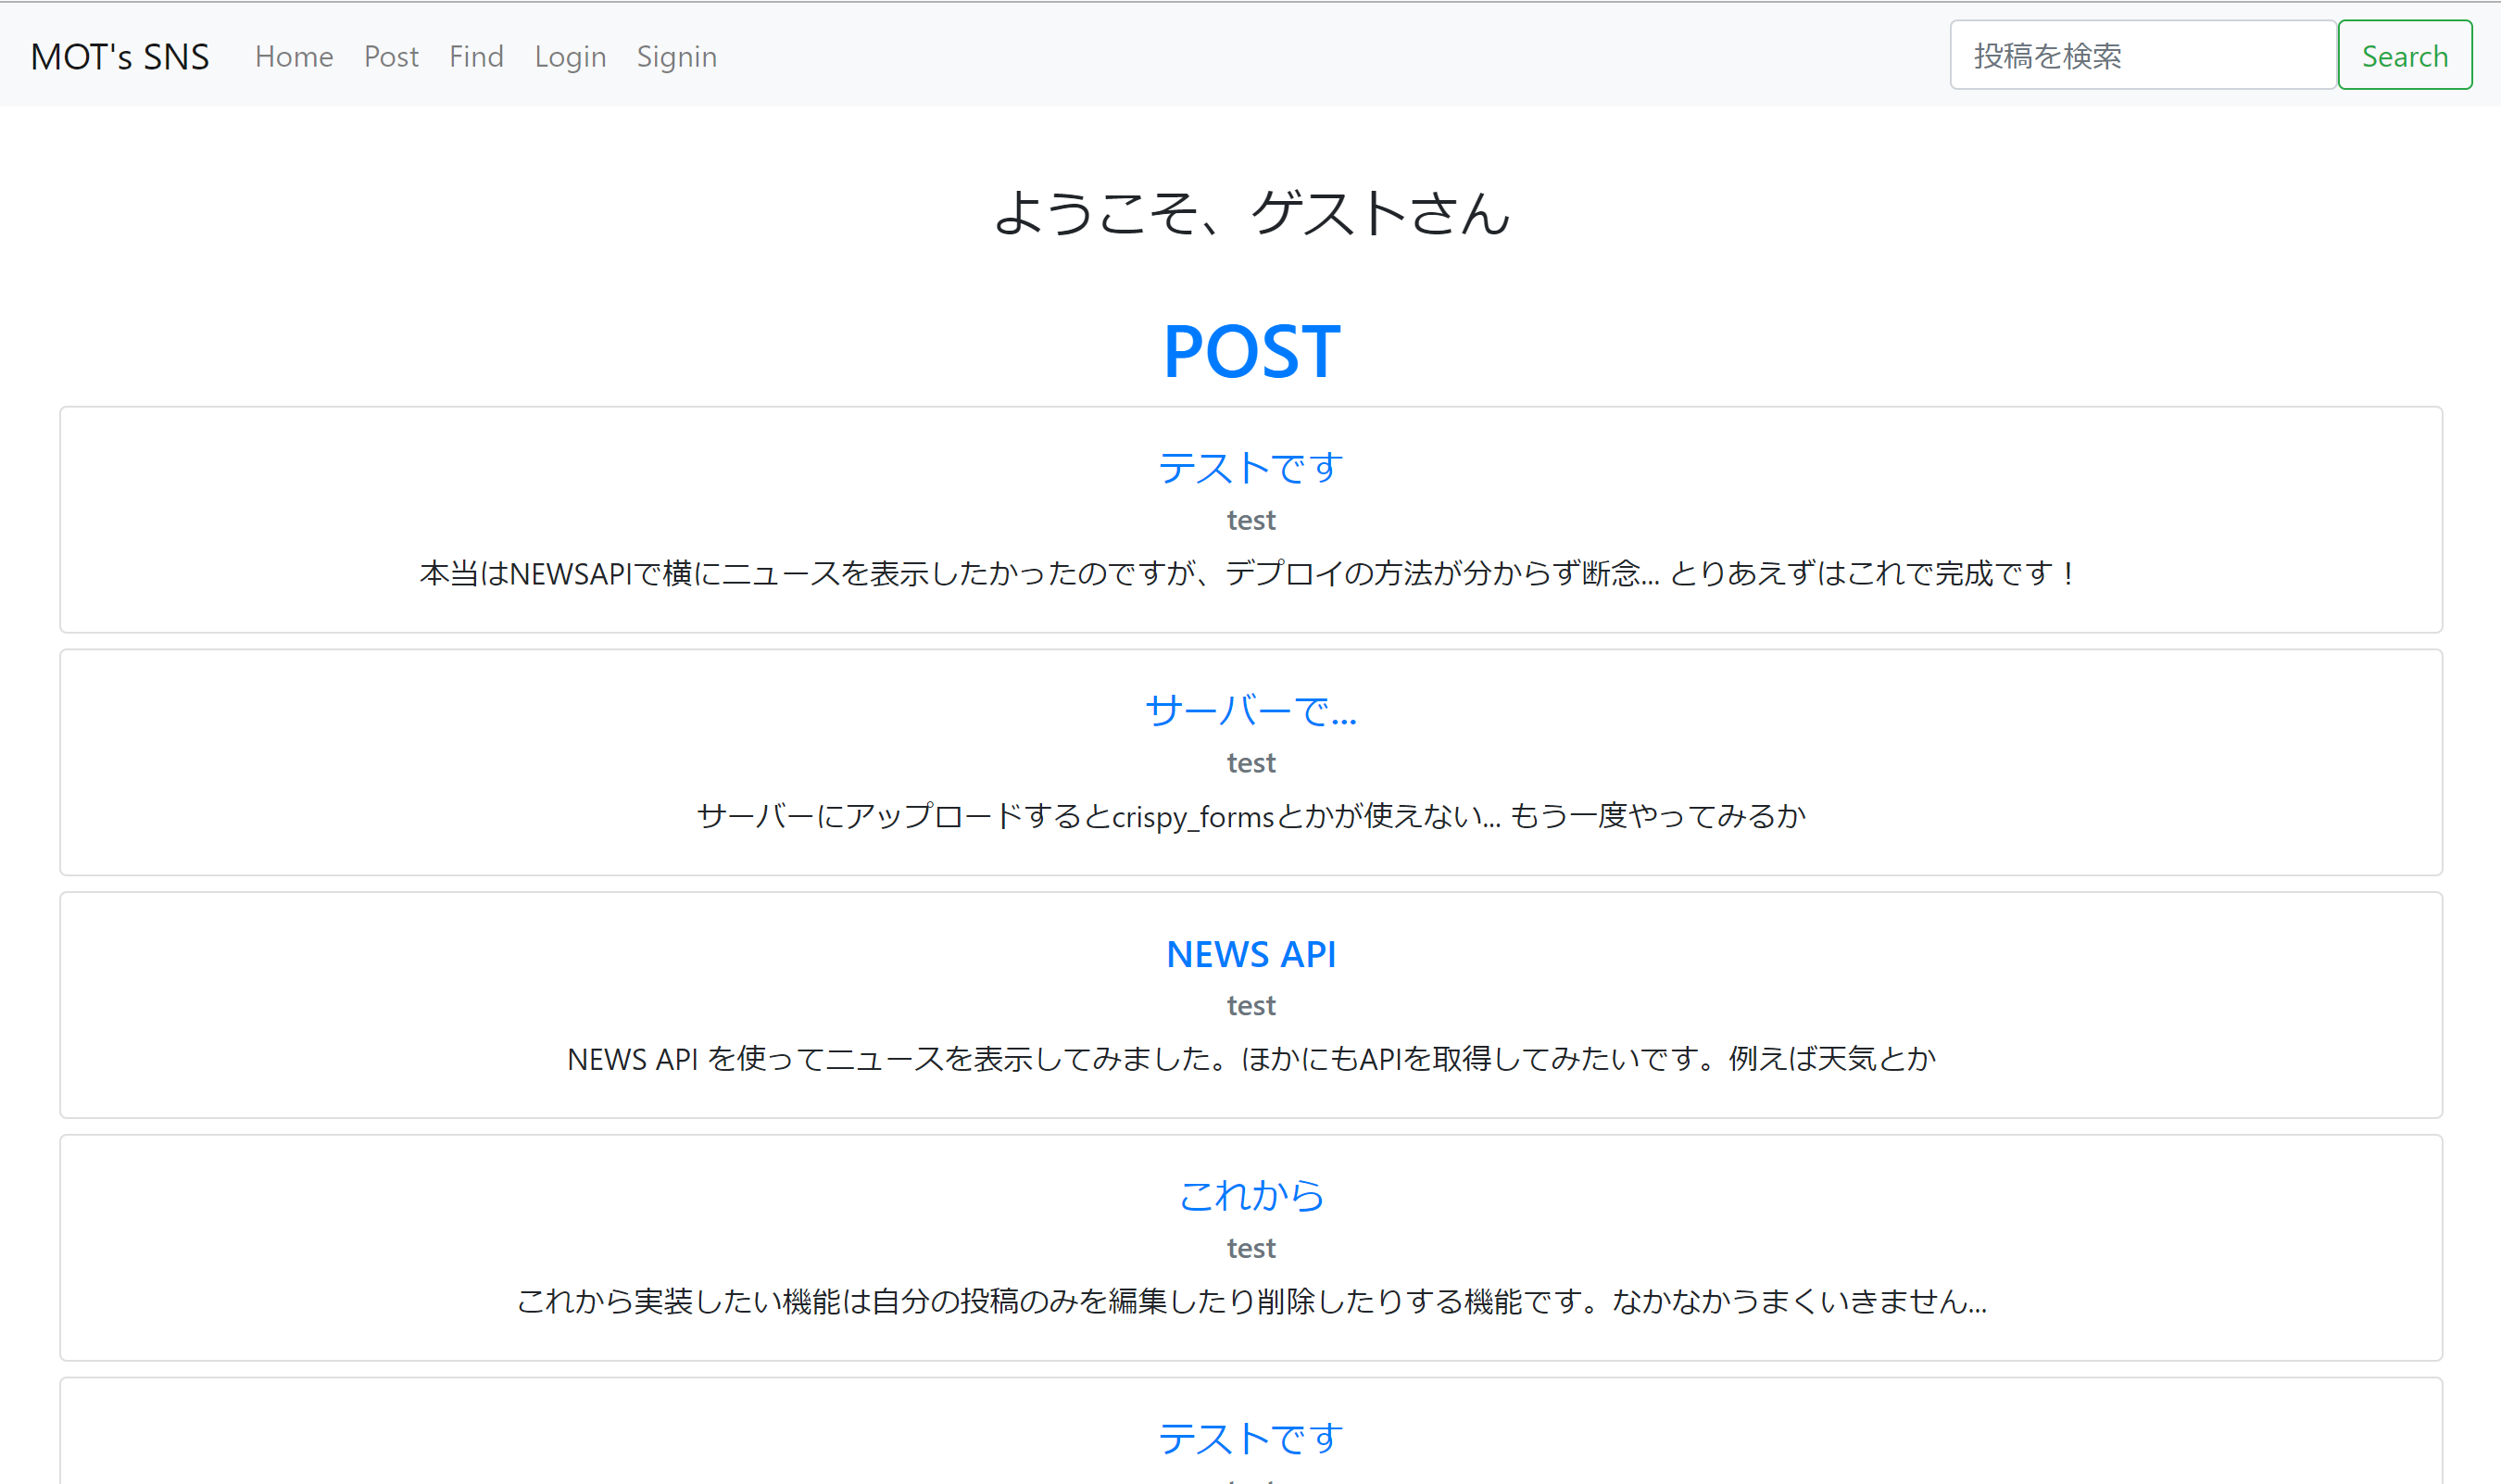 MOT's SNS Home Post Find Login Signin 投稿を検索 Search
ようこそ、ゲストさん
POST
テストです
test
本当はNEWSAPIで横にニュースを表示したかったのですが、デプロイの方法が分からず断念... とりあえずはこれで完成です！
サーバーで...
test
サーバーにアップロードするとcrispy_formsとかが使えない... もう一度やってみるか
NEWS API
test
NEWS API を使ってニュースを表示してみました。ほかにもAPIを取得してみたいです。例えば天気とか
これから
test
これから実装したい機能は自分の投稿のみを編集したり削除したりする機能です。なかなかうまくいきません...
テストです